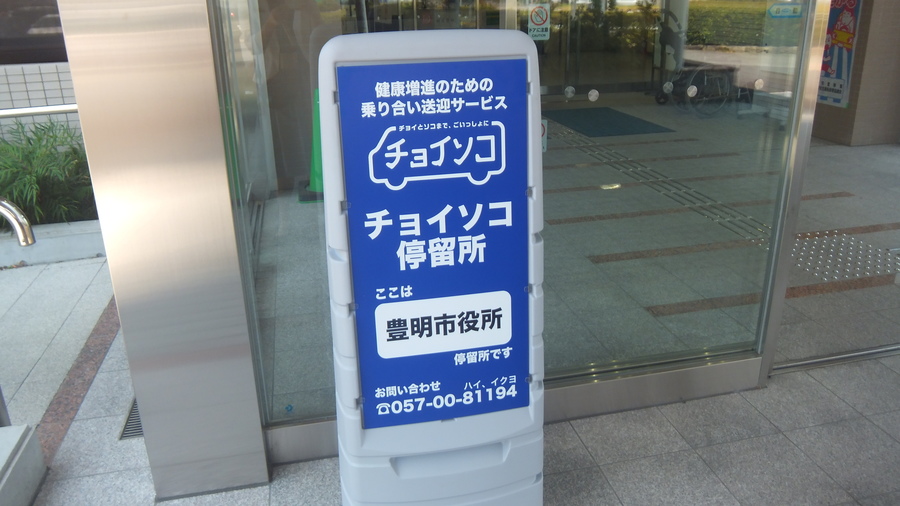 健康増進のための
乗り合い送迎サービス
チョイとソコまで、ごいっしょに
チョイソコ
チョイソコ
停留所
ここは
豊明市役所
停留所です
お問い合わせ
ハイ、イクヨ
☎057-00-81194